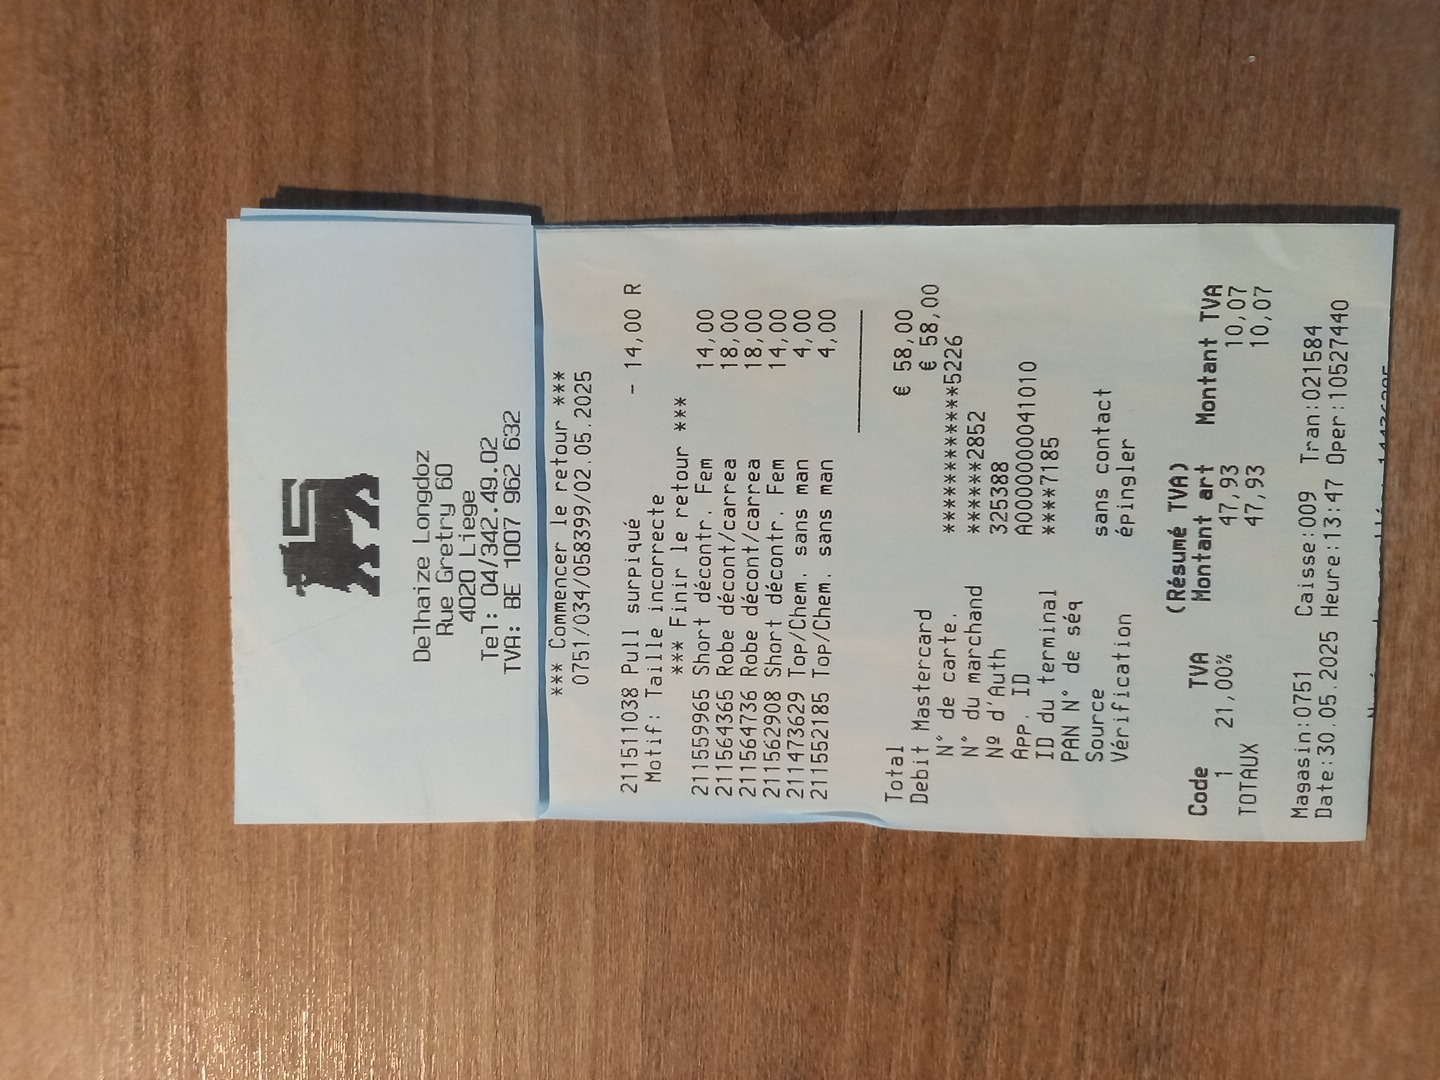 Delhaize Longdoz
Rue Gretry 60
4020 Liege
Tel: 04/342.49.02
TVA: BE 1007 962 632
*** Commencer le retour ***
0751/034/058399/02.05.2025
211511038 Pull surpiqué - 14,00 R
Motif: Taille incorrecte
*** Finir le retour ***
211559965 Short décontr. Fem 14,00
211564365 Robe décont/carrea 18,00
211564736 Robe décont/carrea 18,00
211562908 Short décontr. Fem 14,00
211473629 Top/Chem. sans man 4,00
211552185 Top/Chem. sans man 4,00
Total € 58,00
Debit Mastercard € 58,00
N° de carte. ************5226
N° du marchand ******2852
Nº d'Auth 325388
App. ID A0000000041010
ID du terminal ****7185
PAN N° de séq
Source sans contact
Vérification épingler
(Résumé TVA)
Code TVA Montant art Montant TVA
1 21,00% 47,93 10,07
TOTAUX 47,93 10,07
Magasin:0751 Caisse:009 Tran:021584
Date:30.05.2025 Heure:13:47 Oper:10527440